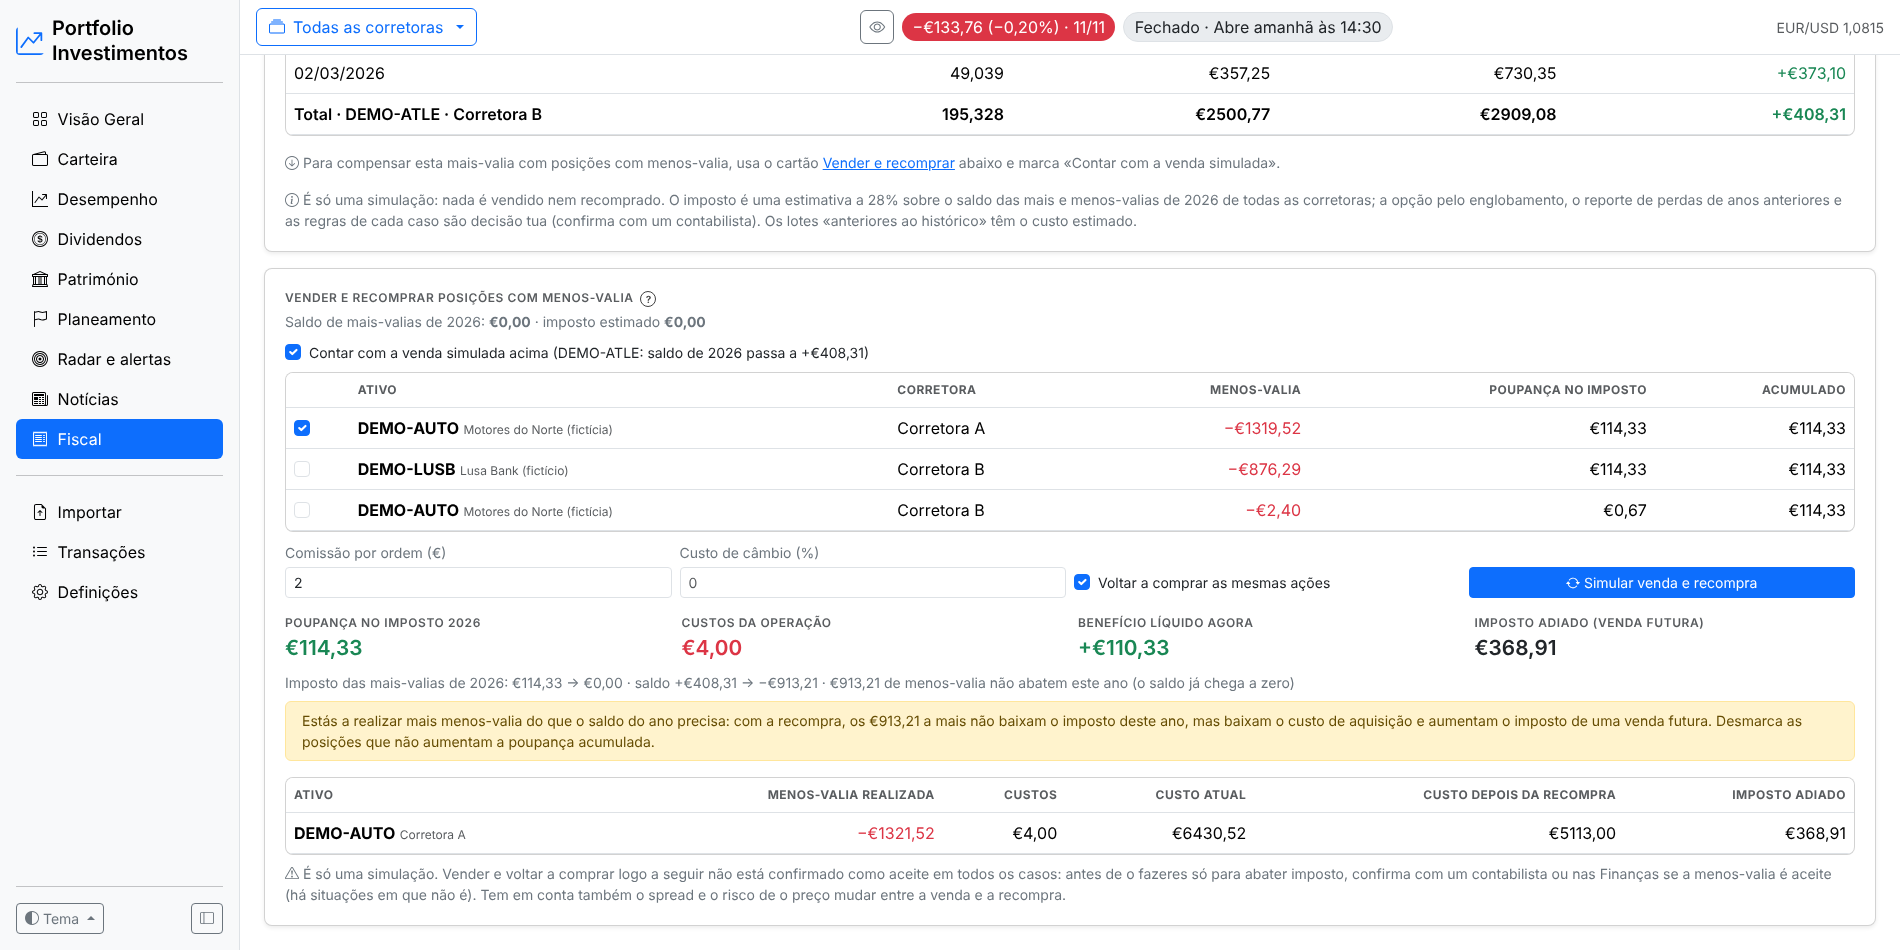 Portfolio
Investimentos
Visão Geral
Carteira
Desempenho
Dividendos
Património
Planeamento
Radar e alertas
Notícias
Fiscal
Importar
Transações
Definições
Tema
Todas as corretoras
−€133,76 (−0,20%) · 11/11
Fechado · Abre amanhã às 14:30
EUR/USD 1,0815
02/03/2026 49,039 €357,25 €730,35 +€373,10
Total · DEMO-ATLE · Corretora B 195,328 €2500,77 €2909,08 +€408,31
Para compensar esta mais-valia com posições com menos-valia, usa o cartão Vender e recomprar abaixo e marca «Contar com a venda simulada».
É só uma simulação: nada é vendido nem recomprado. O imposto é uma estimativa a 28% sobre o saldo das mais e menos-valias de 2026 de todas as corretoras; a opção pelo englobamento, o reporte de perdas de anos anteriores e
as regras de cada caso são decisão tua (confirma com um contabilista). Os lotes «anteriores ao histórico» têm o custo estimado.
VENDER E RECOMPRAR POSIÇÕES COM MENOS-VALIA ?
Saldo de mais-valias de 2026: €0,00 · imposto estimado €0,00
Contar com a venda simulada acima (DEMO-ATLE: saldo de 2026 passa a +€408,31)
ATIVO CORRETORA MENOS-VALIA POUPANÇA NO IMPOSTO ACUMULADO
DEMO-AUTO Motores do Norte (fictícia) Corretora A −€1319,52 €114,33 €114,33
DEMO-LUSB Lusa Bank (fictício) Corretora B −€876,29 €114,33 €114,33
DEMO-AUTO Motores do Norte (fictícia) Corretora B −€2,40 €0,67 €114,33
Comissão por ordem (€) Custo de câmbio (%)
2 0 Voltar a comprar as mesmas ações Simular venda e recompra
POUPANÇA NO IMPOSTO 2026 CUSTOS DA OPERAÇÃO BENEFÍCIO LÍQUIDO AGORA IMPOSTO ADIADO (VENDA FUTURA)
€114,33 €4,00 +€110,33 €368,91
Imposto das mais-valias de 2026: €114,33 → €0,00 · saldo +€408,31 → −€913,21 · €913,21 de menos-valia não abatem este ano (o saldo já chega a zero)
Estás a realizar mais menos-valia do que o saldo do ano precisa: com a recompra, os €913,21 a mais não baixam o imposto deste ano, mas baixam o custo de aquisição e aumentam o imposto de uma venda futura. Desmarca as
posições que não aumentam a poupança acumulada.
ATIVO MENOS-VALIA REALIZADA CUSTOS CUSTO ATUAL CUSTO DEPOIS DA RECOMPRA IMPOSTO ADIADO
DEMO-AUTO Corretora A −€1321,52 €4,00 €6430,52 €5113,00 €368,91
É só uma simulação. Vender e voltar a comprar logo a seguir não está confirmado como aceite em todos os casos: antes de o fazeres só para abater imposto, confirma com um contabilista ou nas Finanças se a menos-valia é aceite
(há situações em que não é). Tem em conta também o spread e o risco de o preço mudar entre a venda e a recompra.